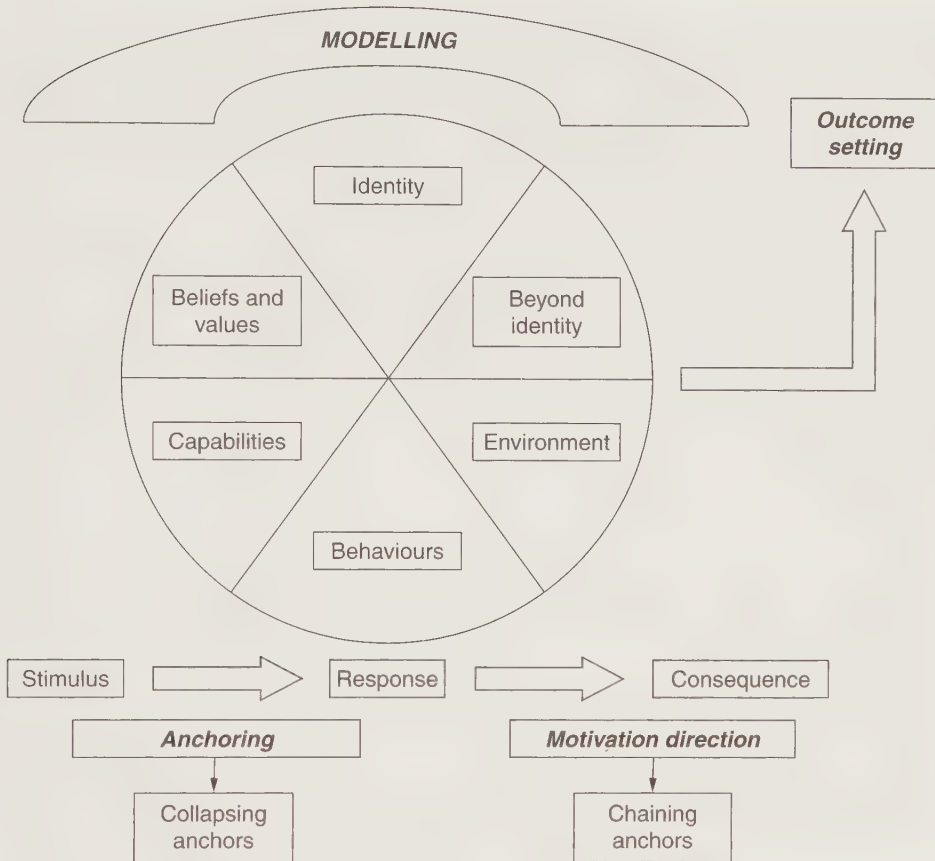 MODELLING
Outcome
setting
Identity
Beliefs and
values
Beyond
identity
Capabilities
Environment
Behaviours
Stimulus
Response
Consequence
Anchoring
Motivation direction
Collapsing
anchors
Chaining
anchors